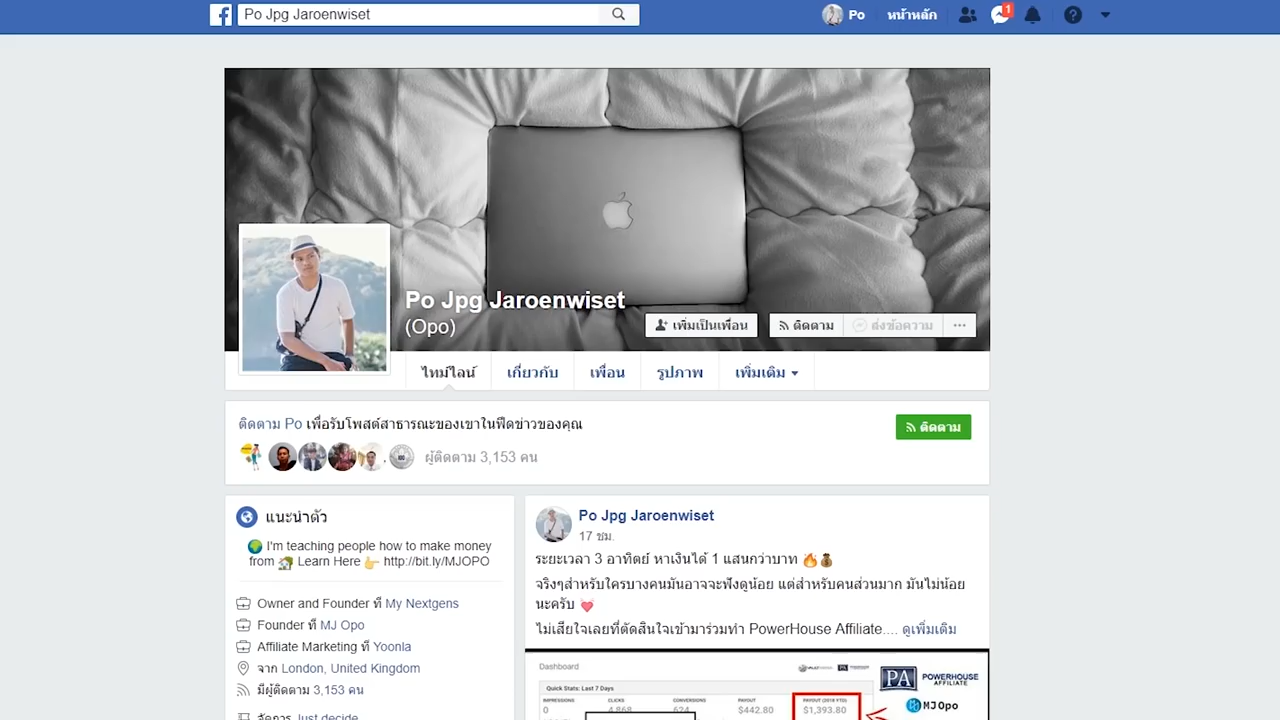 Po Jpg Jaroenwiset
Po
หน้าหลัก
1
Po Jpg Jaroenwiset
(Opo)
เพิ่มเป็นเพื่อน
ติดตาม
ส่งข้อความ
ไทม์ไลน์
เกี่ยวกับ
เพื่อน
รูปภาพ
เพิ่มเติม
ติดตาม Po เพื่อรับโพสต์สาธารณะของเขาในฟีดข่าวของคุณ
ติดตาม
ผู้ติดตาม 3,153 คน
แนะนำตัว
I'm teaching people how to make money
from Learn Here http://bit.ly/MJOPO
Owner and Founder ที่ My Nextgens
Founder ที่ MJ Opo
Affiliate Marketing ที่ Yoonla
จาก London, United Kingdom
มีผู้ติดตาม 3,153 คน
จัดการ Just decide
Po Jpg Jaroenwiset
17 ชม.
ระยะเวลา 3 อาทิตย์ หาเงินได้ 1 แสนกว่าบาท
จริงๆสำหรับใครบางคนมันอาจจะฟังดูน้อย แต่สำหรับคนส่วนมาก มันไม่น้อย
นะครับ
ไม่เสียใจเลยที่ตัดสินใจเข้ามาร่วมทำ PowerHouse Affiliate.... ดูเพิ่มเติม
Dashboard
PA
POWERHOUSE
AFFILIATE
Quick Stats: Last 7 Days
IMPRESSIONS
CLICKS
CONVERSIONS
PAYOUT
PAYOUT (2018 YTD)
0
4,868
624
$442.80
$1,393.80
MJ Opo